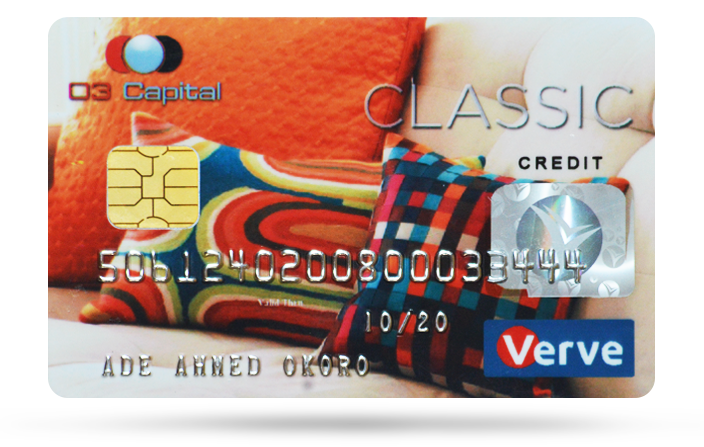 O3 Capital
CLASSIC
CREDIT
5061240200800033444
Valid Thru
10/20
ADE AHMED OKORO
Verve